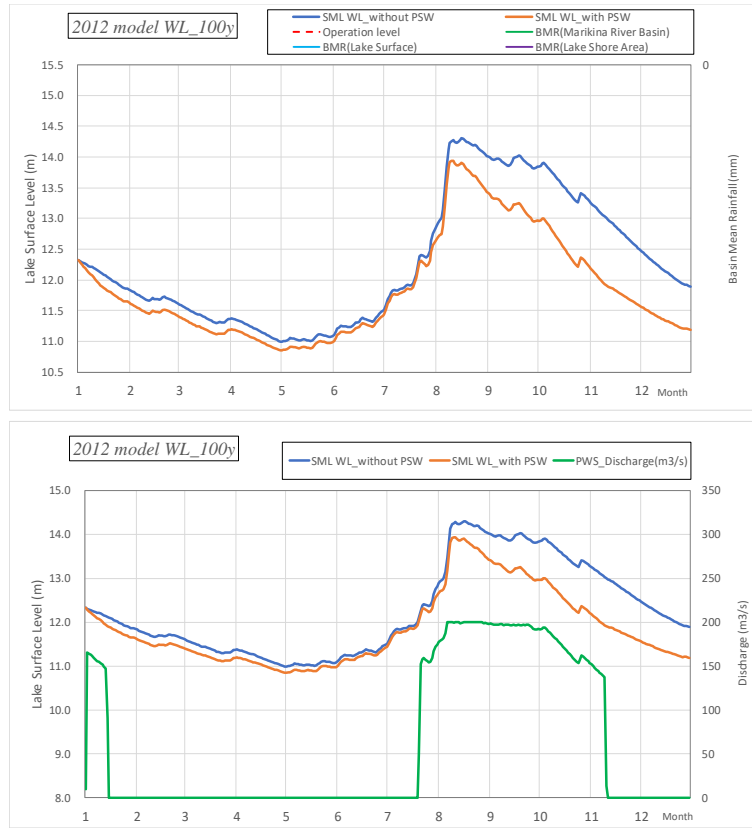 2012 model WL_100y
SML WL_without PSW
SML WL_with PSW
Operation level
BMR(Marikina River Basin)
BMR(Lake Surface)
BMR(Lake Shore Area)
15.5
15.0
14.5
14.0
13.5
13.0
12.5
12.0
11.5
11.0
10.5
Lake Surface Level (m)
0
Basin Mean Rainfall(mm)
1 2 3 4 5 6 7 8 9 10 11 12 Month
2012 model WL_100y
SML WL_without PSW SML WL_with PSW PWS_Discharge(m3/s)
15.0
14.0
13.0
12.0
11.0
10.0
9.0
8.0
Lake Surface Level (m)
350
300
250
200
150
100
50
0
Discharge (m3/s)
1 2 3 4 5 6 7 8 9 10 11 12 Month